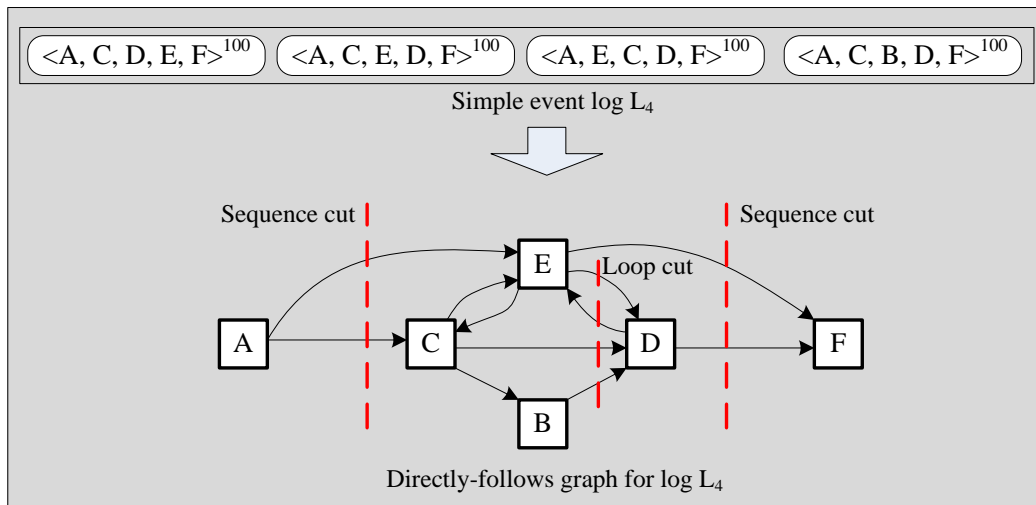 <A, C, D, E, F>100 <A, C, E, D, F>100 <A, E, C, D, F>100 <A, C, B, D, F>100
Simple event log L4
Sequence cut Sequence cut
E Loop cut
A C D F
B
Directly-follows graph for log L4